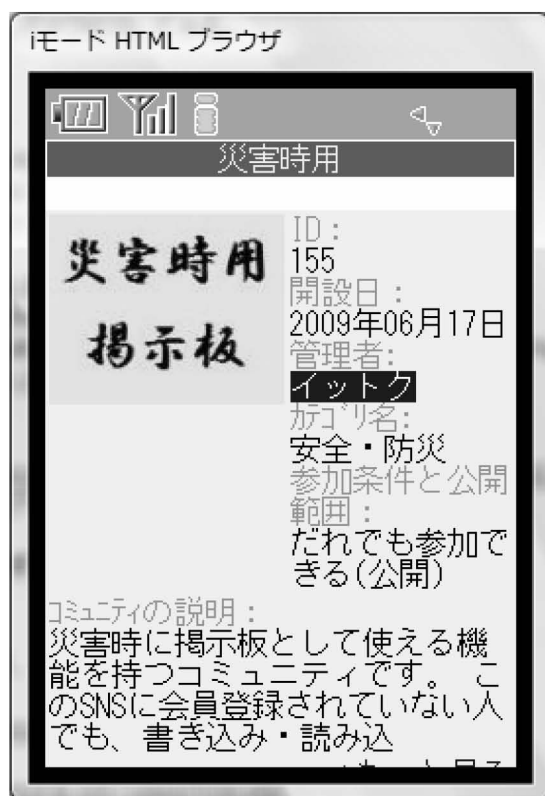 iモード HTML ブラウザ
災害時用
災害時用
掲示板
ID：
155
開設日：
2009年06月17日
管理者：
イットク
ｶﾃｺﾞﾘ名：
安全・防災
参加条件と公開
範囲：
だれでも参加で
きる(公開)
ｺﾐｭﾆﾃｨの説明：
災害時に掲示板として使える機
能を持つコミュニティです。 こ
のSNSに会員登録されていない人
でも、書き込み・読み込